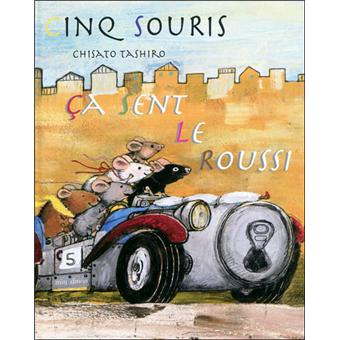 CINQ SOURIS
CHISATO TASHIRO
ÇA SENT
LE
ROUSSI
5